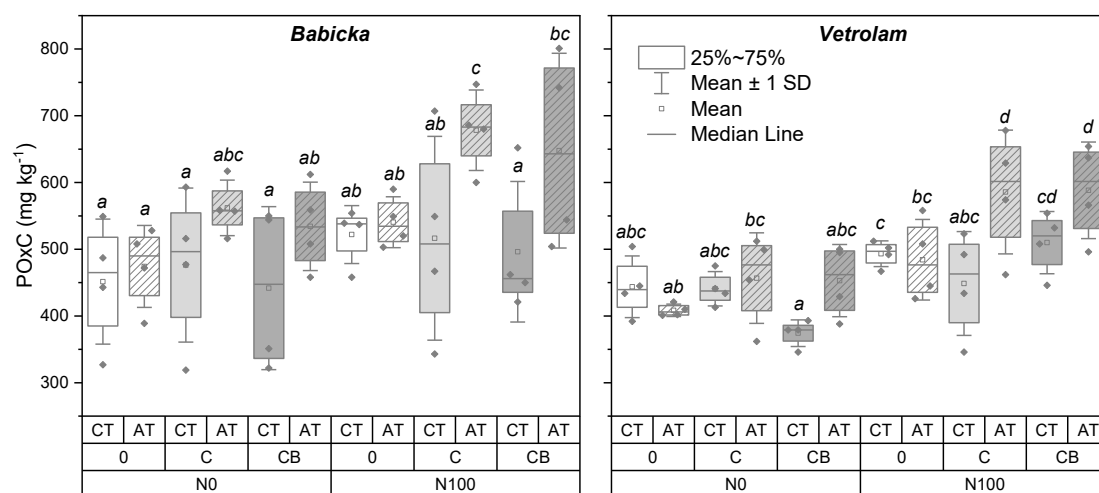 Babicka
Vetrolam
POxC (mg kg⁻¹)
800
700
600
500
400
300
a a a abc a ab ab ab ab c a bc
25%~75%
Mean ± 1 SD
Mean
Median Line
abc ab abc bc a abc c bc abc d cd d
CT AT CT AT CT AT CT AT CT AT CT AT
0 C CB 0 C CB
N0 N100
CT AT CT AT CT AT CT AT CT AT CT AT
0 C CB 0 C CB
N0 N100